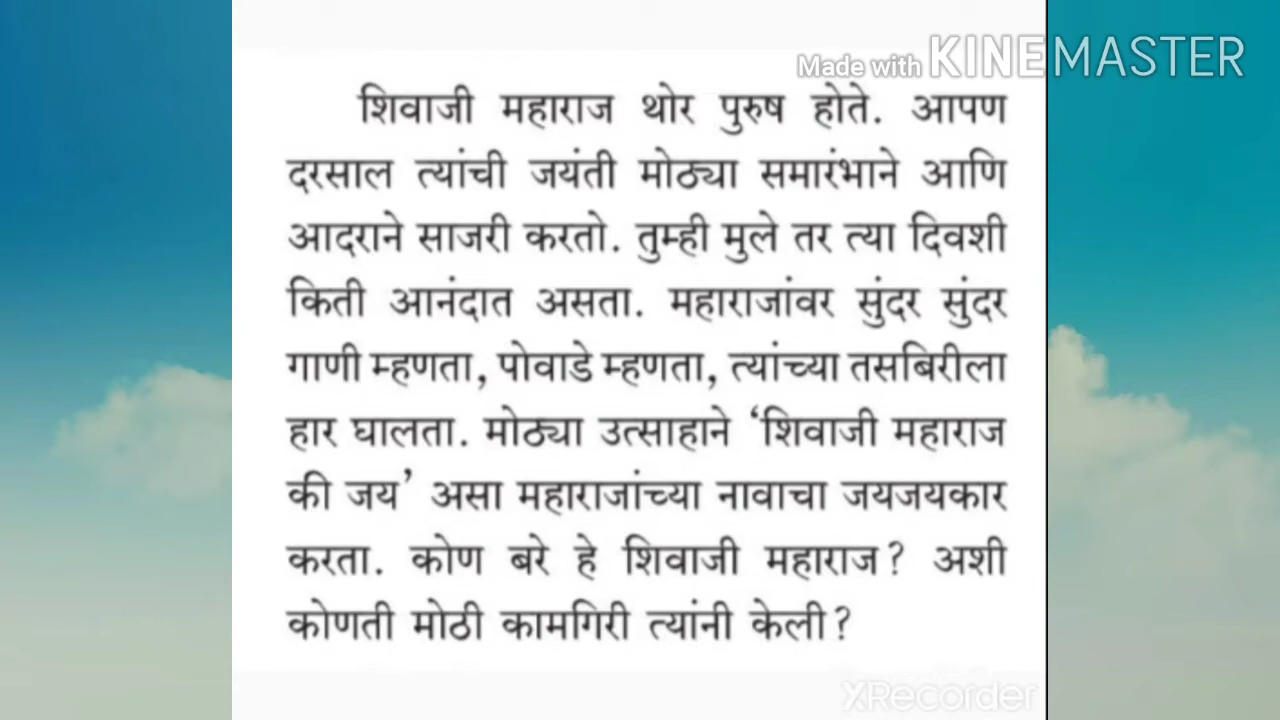 Made with KINEMASTER
शिवाजी महाराज थोर पुरुष होते. आपण
दरसाल त्यांची जयंती मोठ्या समारंभाने आणि
आदराने साजरी करतो. तुम्ही मुले तर त्या दिवशी
किती आनंदात असता. महाराजांवर सुंदर सुंदर
गाणी म्हणता, पोवाडे म्हणता, त्यांच्या तसबिरीला
हार घालता. मोठ्या उत्साहाने ‘शिवाजी महाराज
की जय’ असा महाराजांच्या नावाचा जयजयकार
करता. कोण बरे हे शिवाजी महाराज? अशी
कोणती मोठी कामगिरी त्यांनी केली?
XRecorder